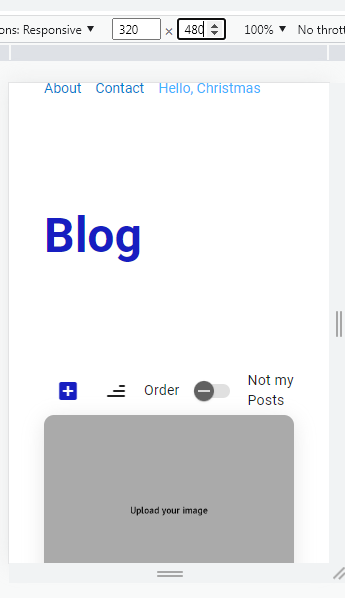 ons: Responsive ▼ 320 × 480 100% ▼ No thrott
About Contact Hello, Christmas
Blog
Order
Not my
Posts
Upload your image